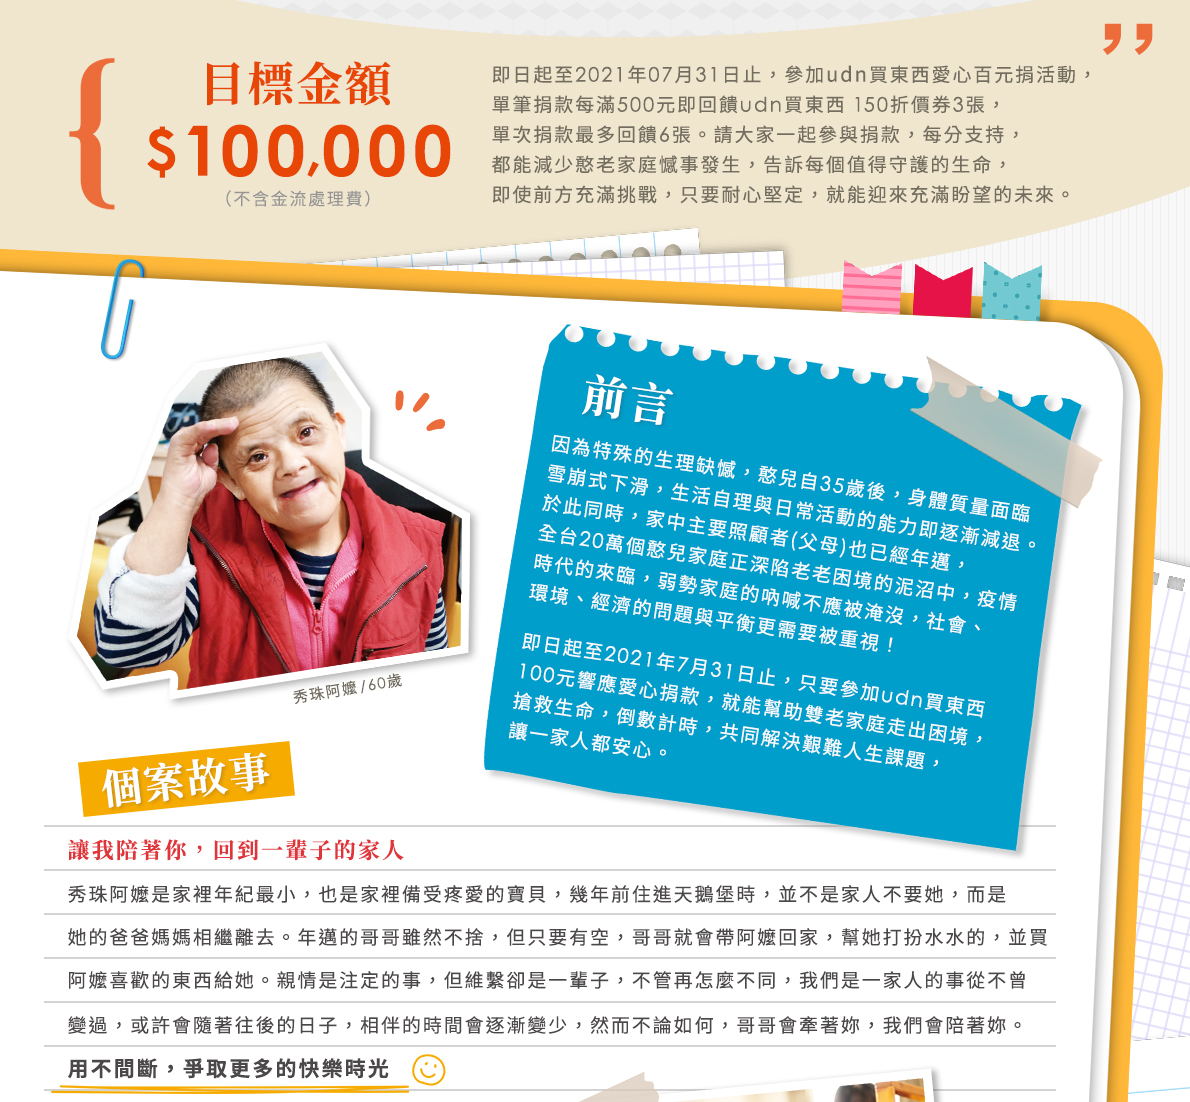 目標金額
$100,000
（不含金流處理費）
即日起至2021年07月31日止，參加udn買東西愛心百元捐活動，
單筆捐款每滿500元即回饋udn買東西 150折價券3張，
單次捐款最多回饋6張。請大家一起參與捐款，每分支持，
都能減少憨老家庭憾事發生，告訴每個值得守護的生命，
即使前方充滿挑戰，只要耐心堅定，就能迎來充滿盼望的未來。
前言
因為特殊的生理缺憾，憨兒自35歲後，身體質量面臨
雪崩式下滑，生活自理與日常活動的能力即逐漸減退。
於此同時，家中主要照顧者(父母)也已經年邁，
全台20萬個憨兒家庭正深陷老老困境的泥沼中，疫情
時代的來臨，弱勢家庭的吶喊不應被淹沒，社會、
環境、經濟的問題與平衡更需要被重視！
即日起至2021年7月31日止，只要參加udn買東西
100元響應愛心捐款，就能幫助雙老家庭走出困境，
搶救生命，倒數計時，共同解決艱難人生課題，
讓一家人都安心。
秀珠阿嬤/60歲
個案故事
讓我陪著你，回到一輩子的家人
秀珠阿嬤是家裡年紀最小，也是家裡備受疼愛的寶貝，幾年前住進天鵝堡時，並不是家人不要她，而是
她的爸爸媽媽相繼離去。年邁的哥哥雖然不捨，但只要有空，哥哥就會帶阿嬤回家，幫她打扮水水的，並買
阿嬤喜歡的東西給她。親情是注定的事，但維繫卻是一輩子，不管再怎麼不同，我們是一家人的事從不曾
變過，或許會隨著往後的日子，相伴的時間會逐漸變少，然而不論如何，哥哥會牽著妳，我們會陪著妳。
用不間斷，爭取更多的快樂時光